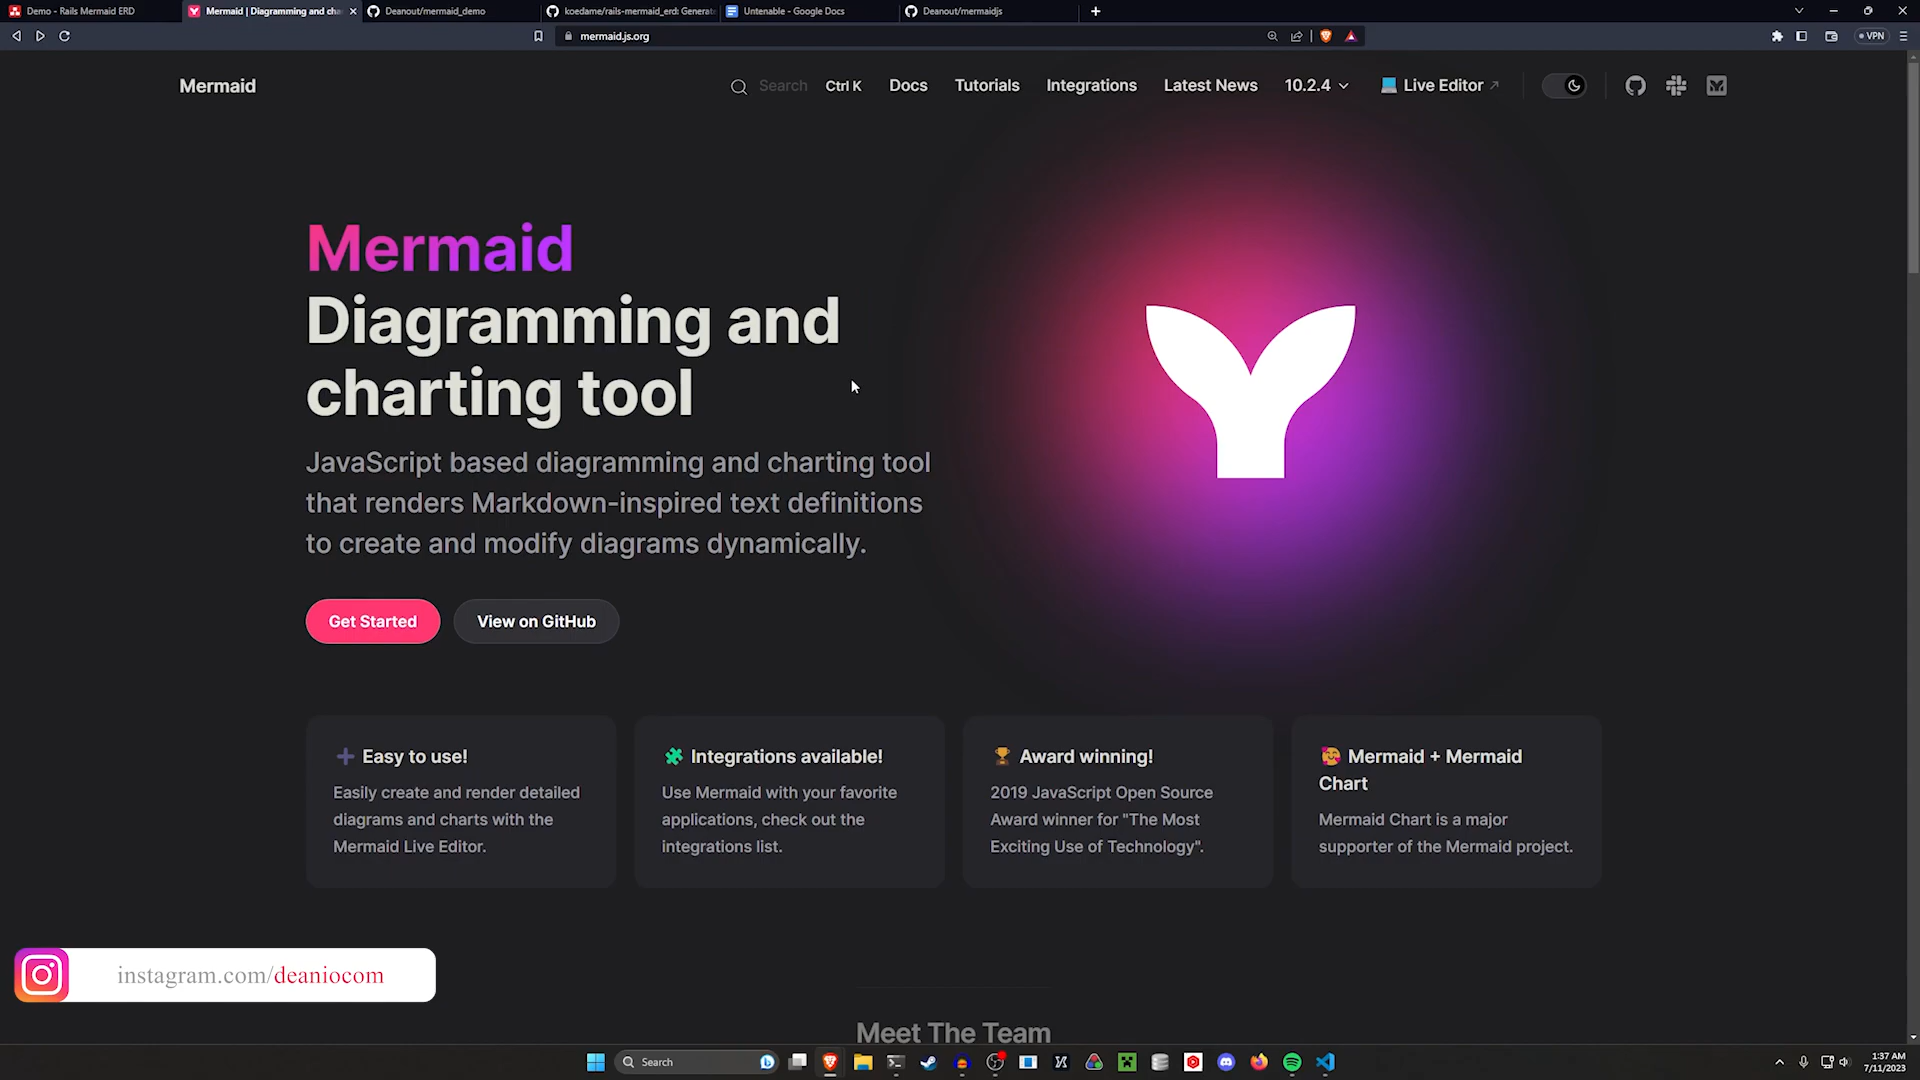 Demo - Rails Mermaid ERD
Mermaid | Diagramming and cha
Deanout/mermaid_demo
koedame/rails-mermaid_erd: Generat
Untenable - Google Docs
Deanout/mermaidjs
mermaid.js.org
VPN
Mermaid
Search
Ctrl K
Docs
Tutorials
Integrations
Latest News
10.2.4
Live Editor
Mermaid
Diagramming and
charting tool
JavaScript based diagramming and charting tool
that renders Markdown-inspired text definitions
to create and modify diagrams dynamically.
Get Started
View on GitHub
Easy to use!
Easily create and render detailed
diagrams and charts with the
Mermaid Live Editor.
Integrations available!
Use Mermaid with your favorite
applications, check out the
integrations list.
Award winning!
2019 JavaScript Open Source
Award winner for "The Most
Exciting Use of Technology".
Mermaid + Mermaid
Chart
Mermaid Chart is a major
supporter of the Mermaid project.
instagram.com/deaniocom
Meet The Team
Search
1:37 AM
7/11/2023